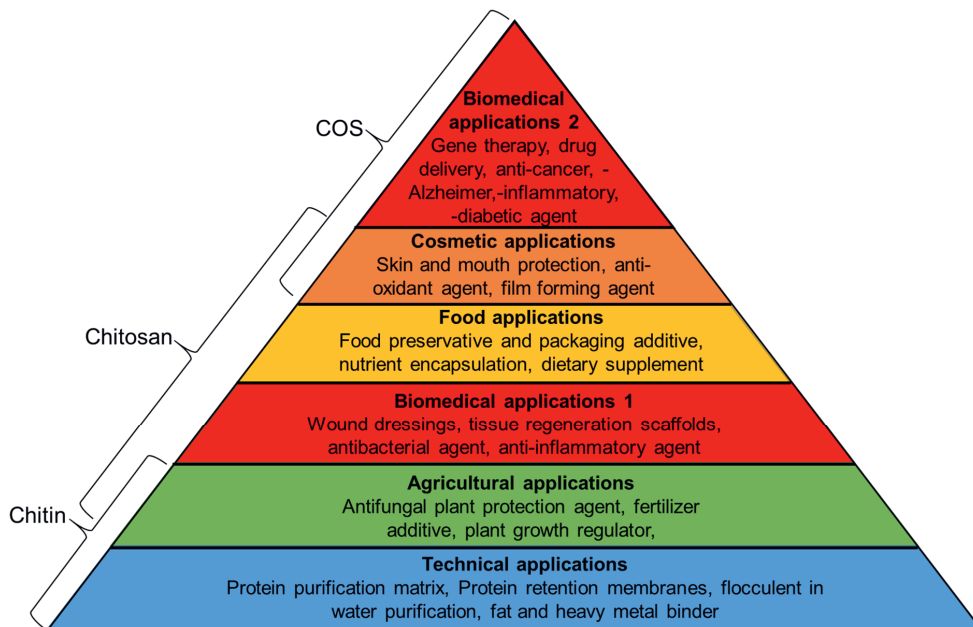 Biomedical
applications 2
Gene therapy, drug
delivery, anti-cancer, -
Alzheimer,-inflammatory,
-diabetic agent
COS
Cosmetic applications
Skin and mouth protection, anti-
oxidant agent, film forming agent
Chitosan
Food applications
Food preservative and packaging additive,
nutrient encapsulation, dietary supplement
Biomedical applications 1
Wound dressings, tissue regeneration scaffolds,
antibacterial agent, anti-inflammatory agent
Chitin
Agricultural applications
Antifungal plant protection agent, fertilizer
additive, plant growth regulator,
Technical applications
Protein purification matrix, Protein retention membranes, flocculent in
water purification, fat and heavy metal binder